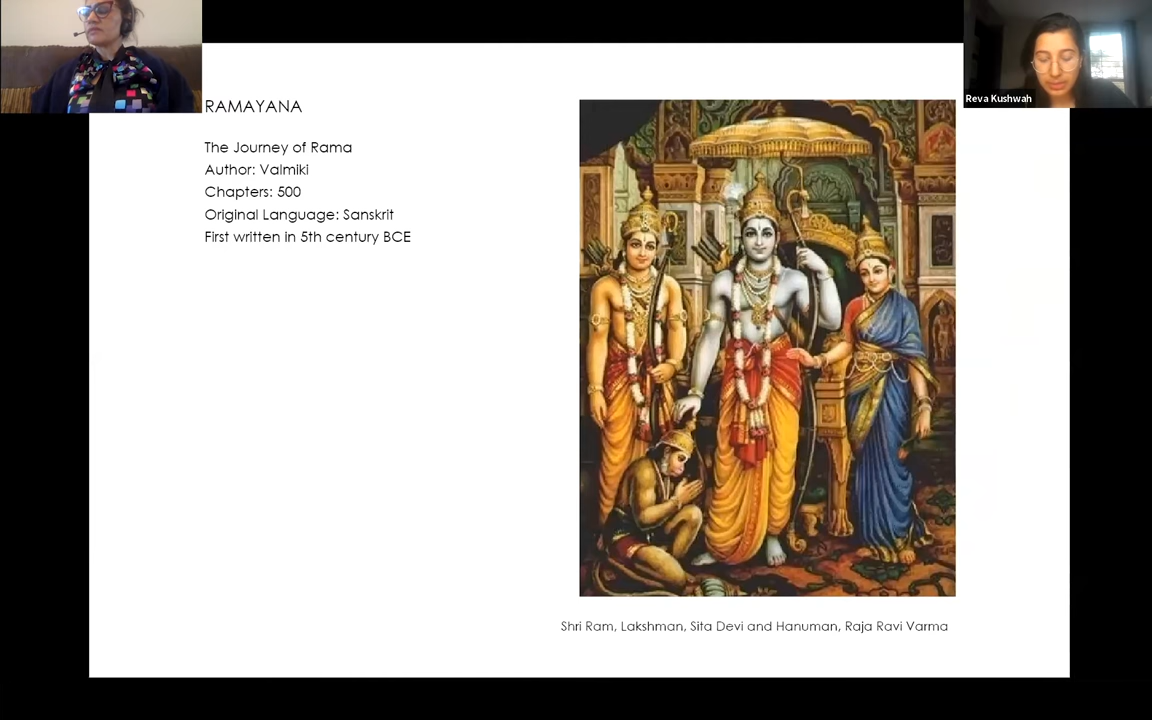 RAMAYANA
The Journey of Rama
Author: Valmiki
Chapters: 500
Original Language: Sanskrit
First written in 5th century BCE
Reva Kushwah
Shri Ram, Lakshman, Sita Devi and Hanuman, Raja Ravi Varma